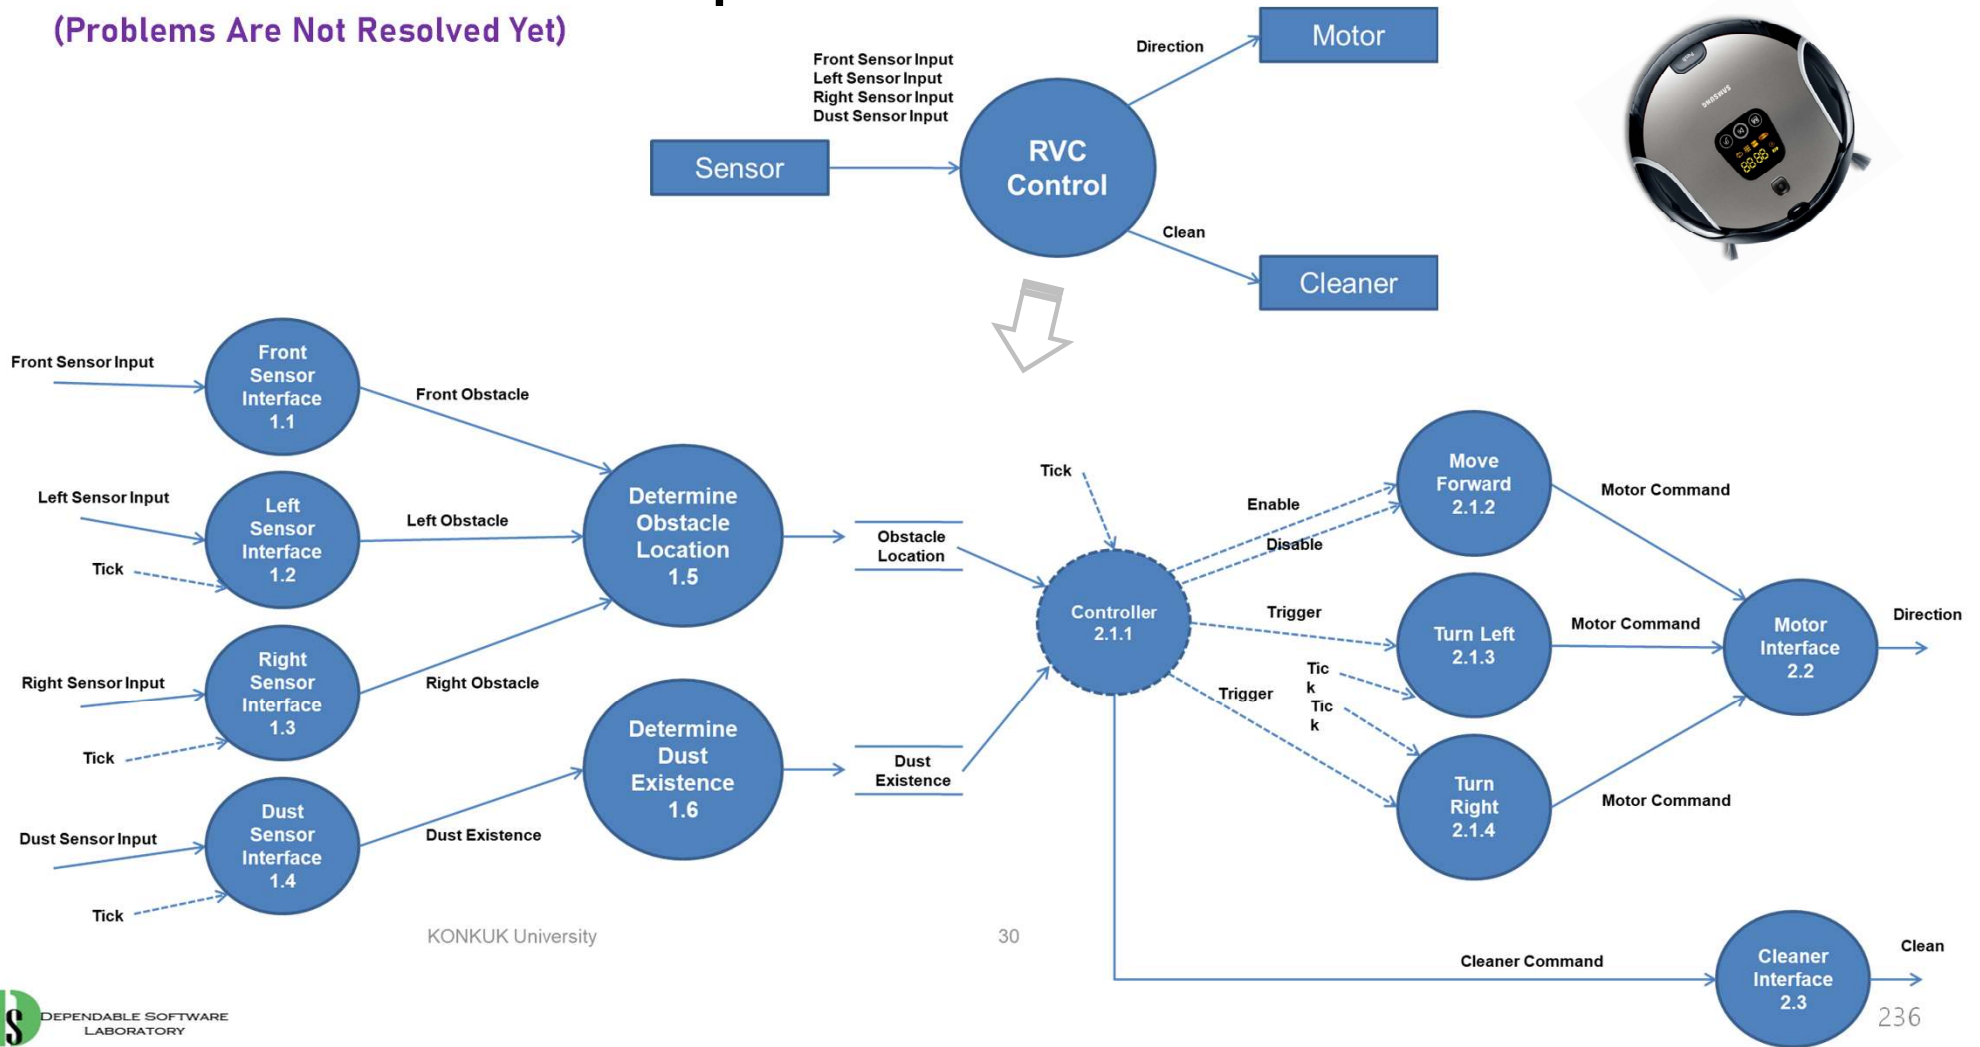 (Problems Are Not Resolved Yet)
Front Sensor Input
Left Sensor Input
Right Sensor Input
Dust Sensor Input
Sensor
RVC
Control
Direction
Motor
Clean
Cleaner
SAMSUNG
Front Sensor Input
Front
Sensor
Interface
1.1
Front Obstacle
Left Sensor Input
Tick
Left
Sensor
Interface
1.2
Left Obstacle
Right Sensor Input
Tick
Right
Sensor
Interface
1.3
Right Obstacle
Dust Sensor Input
Tick
Dust
Sensor
Interface
1.4
Dust Existence
Determine
Obstacle
Location
1.5
Determine
Dust
Existence
1.6
Obstacle
Location
Dust
Existence
Tick
Controller
2.1.1
Enable
Disable
Trigger
Tic
k
Trigger
Tic
k
Move
Forward
2.1.2
Turn Left
2.1.3
Turn
Right
2.1.4
Motor Command
Motor Command
Motor Command
Motor
Interface
2.2
Direction
Cleaner Command
Cleaner
Interface
2.3
Clean
KONKUK University
30
DEPENDABLE SOFTWARE
LABORATORY
236